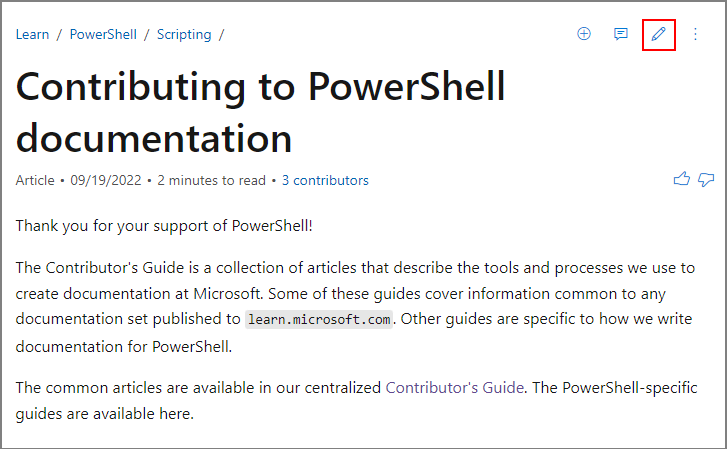 Learn / PowerShell / Scripting /
Contributing to PowerShell
documentation
Article • 09/19/2022 • 2 minutes to read • 3 contributors
Thank you for your support of PowerShell!
The Contributor's Guide is a collection of articles that describe the tools and processes we use to
create documentation at Microsoft. Some of these guides cover information common to any
documentation set published to learn.microsoft.com. Other guides are specific to how we write
documentation for PowerShell.
The common articles are available in our centralized Contributor's Guide. The PowerShell-specific
guides are available here.